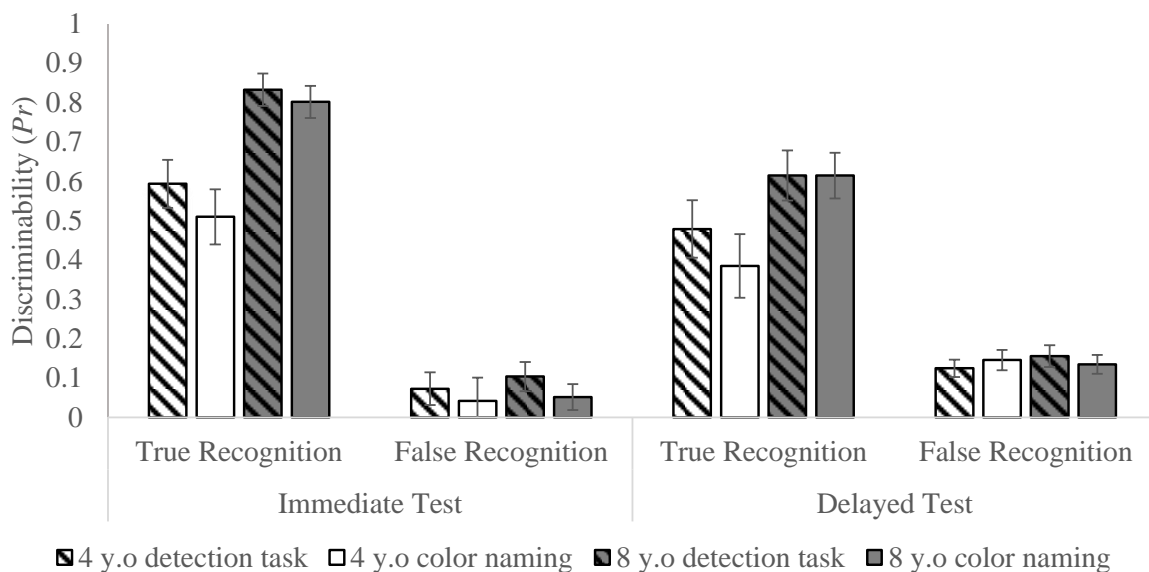 Discriminability (Pr)
1
0.9
0.8
0.7
0.6
0.5
0.4
0.3
0.2
0.1
0
True Recognition False Recognition True Recognition False Recognition
Immediate Test Delayed Test
4 y.o detection task 4 y.o color naming 8 y.o detection task 8 y.o color naming